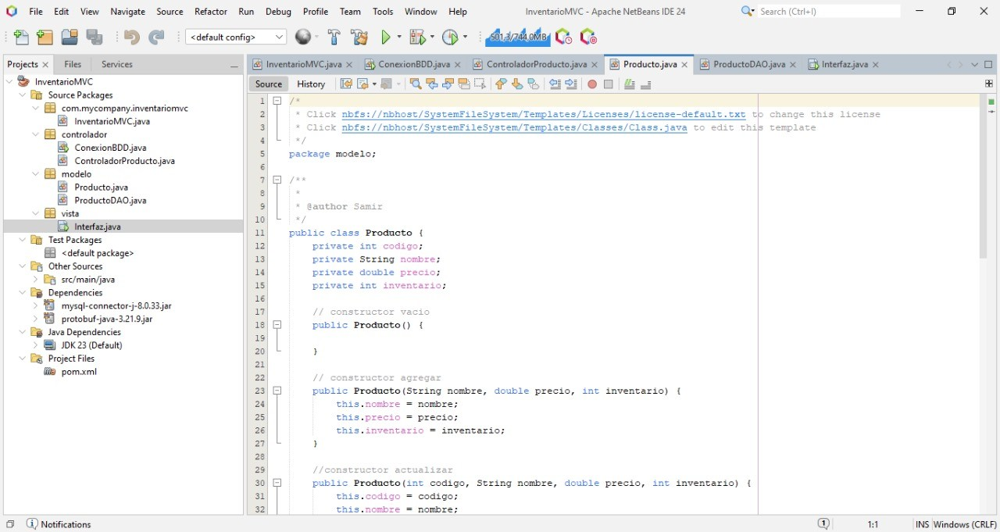 File Edit View Navigate Source Refactor Run Debug Profile Team Tools Window Help InventarioMVC - Apache NetBeans IDE 24 Search (Ctrl+I)
<default config> 501,3/744,0MB
Projects Files Services
InventarioMVC.java ConexionBDD.java ControladorProducto.java Producto.java ProductoDAO.java Interfaz.java
Source History
InventarioMVC
Source Packages
com.mycompany.inventariomvc
InventarioMVC.java
controlador
ConexionBDD.java
ControladorProducto.java
modelo
Producto.java
ProductoDAO.java
vista
Interfaz.java
Test Packages
<default package>
Other Sources
src/main/java
Dependencies
mysql-connector-j-8.0.33.jar
protobuf-java-3.21.9.jar
Java Dependencies
JDK 23 (Default)
Project Files
pom.xml
1 /*
2 * Click nbfs://nbhost/SystemFileSystem/Templates/Licenses/license-default.txt to change this license
3 * Click nbfs://nbhost/SystemFileSystem/Templates/Classes/Class.java to edit this template
4 */
5 package modelo;
6
7 /**
8 *
9 * @author Samir
10 */
11 public class Producto {
12 private int codigo;
13 private String nombre;
14 private double precio;
15 private int inventario;
16
17 // constructor vacio
18 public Producto() {
19
20 }
21
22 // constructor agregar
23 public Producto(String nombre, double precio, int inventario) {
24 this.nombre = nombre;
25 this.precio = precio;
26 this.inventario = inventario;
27 }
28
29 //constructor actualizar
30 public Producto(int codigo, String nombre, double precio, int inventario) {
31 this.codigo = codigo;
32 this.nombre = nombre;
Notifications 1 1:1 INS Windows (CRLF)